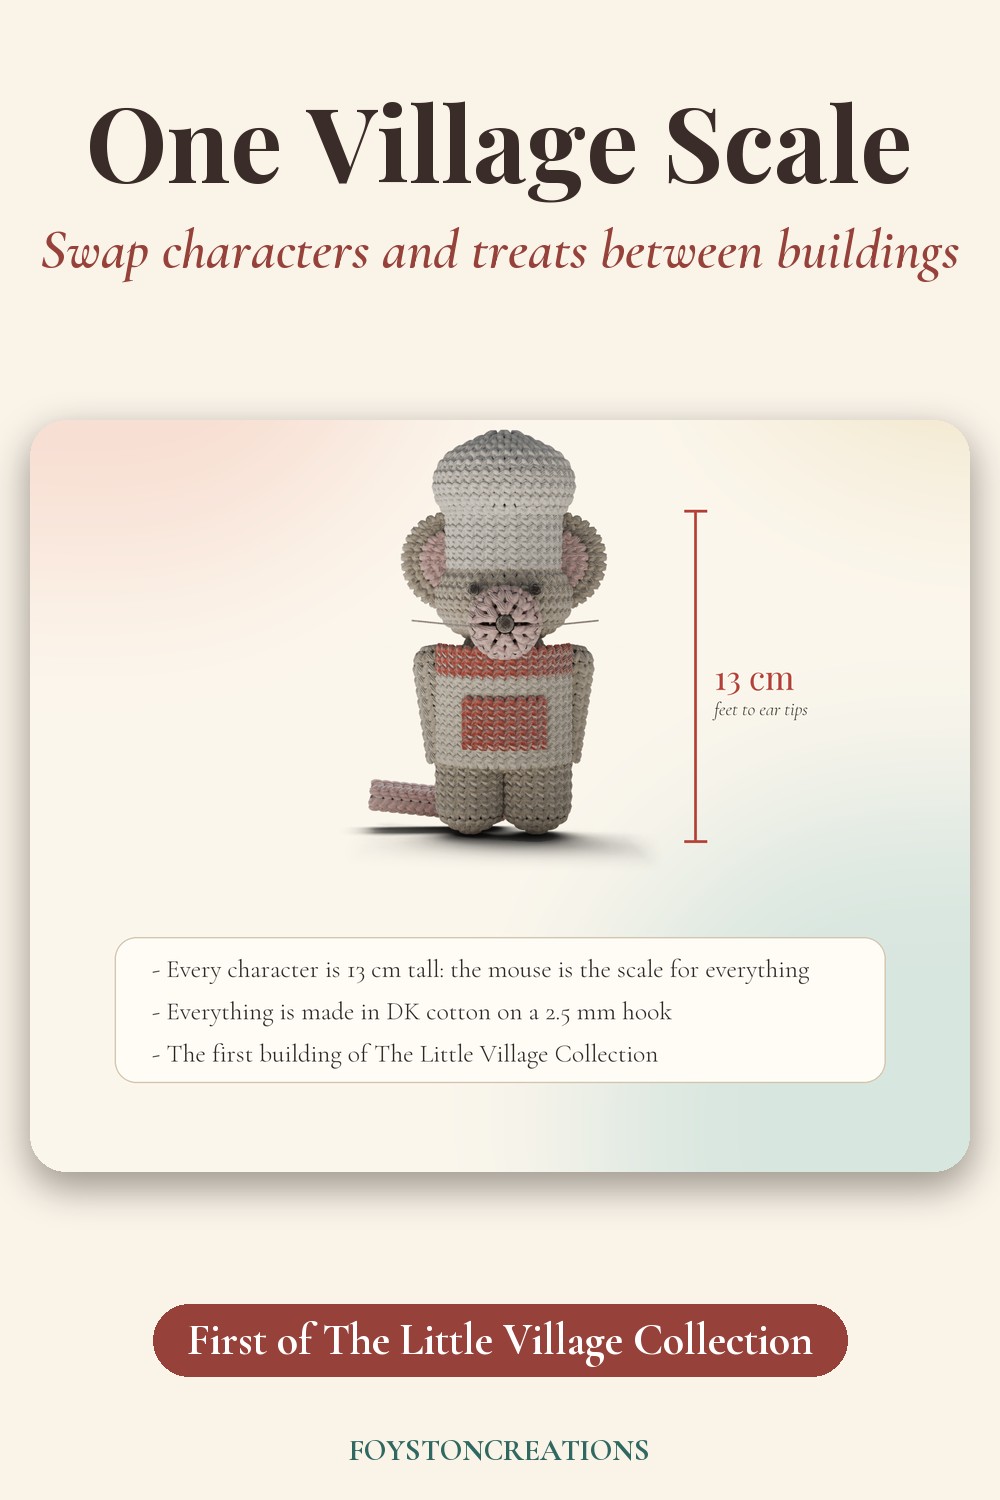 One Village Scale
Swap characters and treats between buildings
13 cm
feet to ear tips
- Every character is 13 cm tall: the mouse is the scale for everything
- Everything is made in DK cotton on a 2.5 mm hook
- The first building of The Little Village Collection
First of The Little Village Collection
FOYSTONCREATIONS